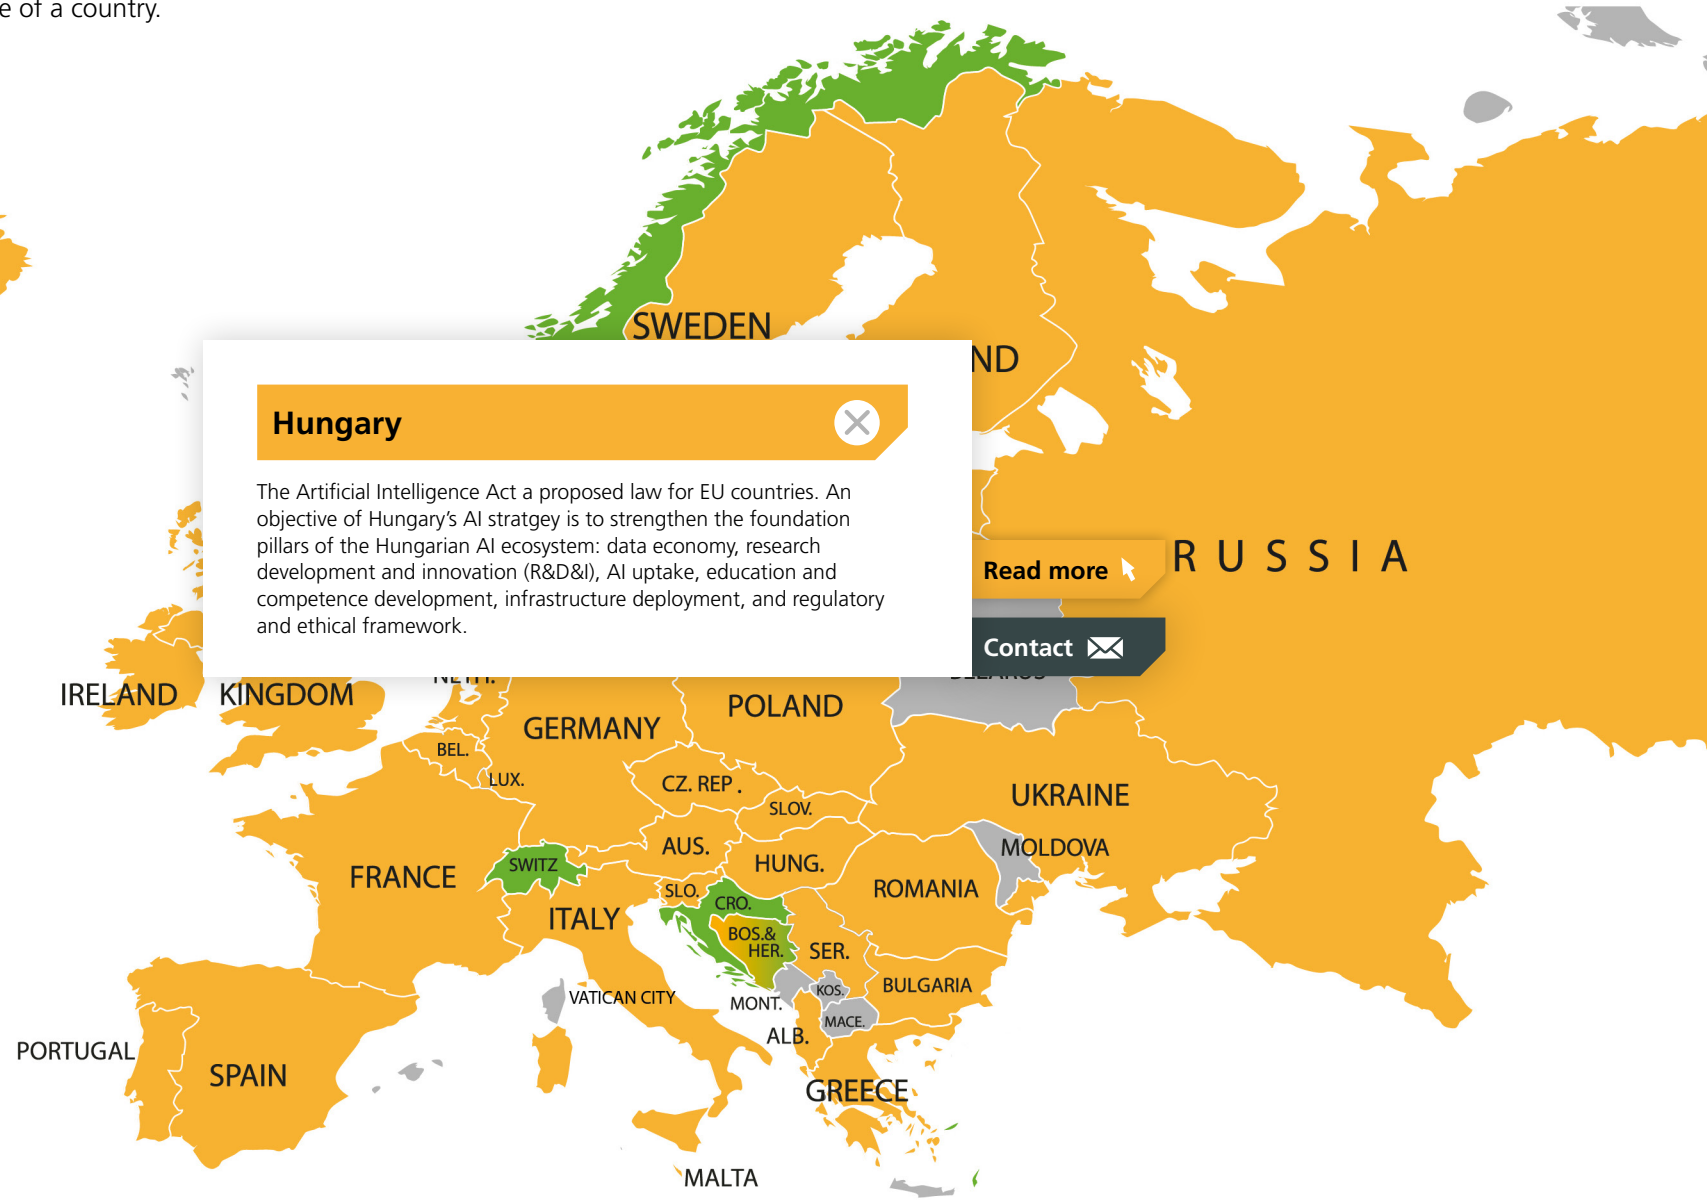 e of a country.
SWEDEN
ND
Hungary
The Artificial Intelligence Act a proposed law for EU countries. An
objective of Hungary’s AI stratgey is to strengthen the foundation
pillars of the Hungarian AI ecosystem: data economy, research
development and innovation (R&D&I), AI uptake, education and
competence development, infrastructure deployment, and regulatory
and ethical framework.
Read more
Contact
RUSSIA
IRELAND
KINGDOM
NETH.
BELARUS
POLAND
GERMANY
BEL.
LUX.
CZ. REP.
SLOV.
UKRAINE
AUS.
MOLDOVA
HUNG.
SWITZ
FRANCE
ROMANIA
SLO.
CRO.
ITALY
BOS.&
HER.
SER.
BULGARIA
KOS.
VATICAN CITY
MONT.
MACE.
ALB.
PORTUGAL
SPAIN
GREECE
MALTA